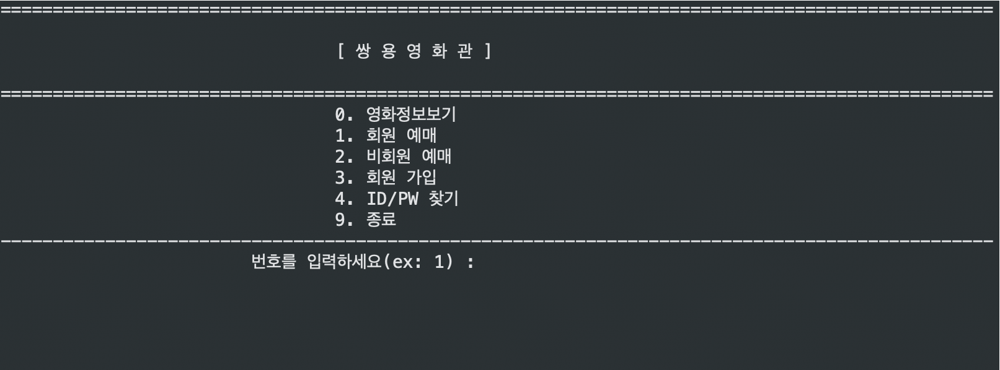 ===============================================================================================
[ 쌍 용 영 화 관 ]
===============================================================================================
0. 영화정보보기
1. 회원 예매
2. 비회원 예매
3. 회원 가입
4. ID/PW 찾기
9. 종료
-----------------------------------------------------------------------------------------------
번호를 입력하세요(ex: 1) :